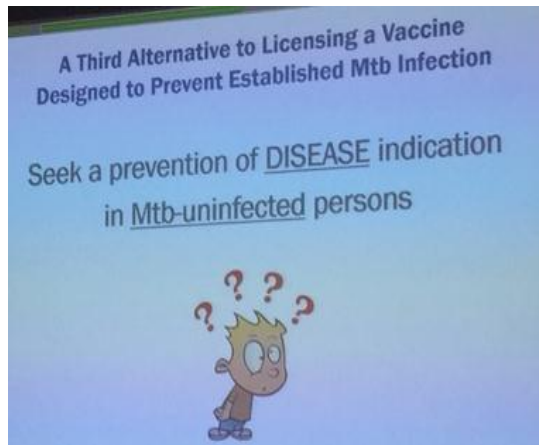 A Third Alternative to Licensing a Vaccine
Designed to Prevent Established Mtb Infection
Seek a prevention of DISEASE indication
in Mtb-uninfected persons
? ? ? ?